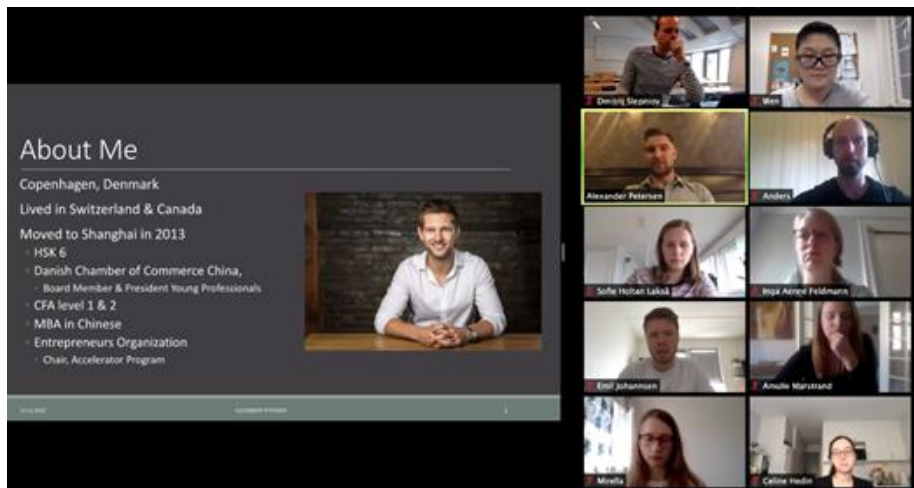 About Me
Copenhagen, Denmark
Lived in Switzerland & Canada
Moved to Shanghai in 2013
HSK 6
Danish Chamber of Commerce China,
Board Member & President Young Professionals
CFA level 1 & 2
MBA in Chinese
Entrepreneurs Organization
Chair, Accelerator Program
Dmitrij Slepniov
Wen
Alexander Petersen
Anders
Sofie Holtan Lakså
Inga Aenne Feldmann
Emil Johannsen
Amalie Marstrand
Mirella
Celine Hedin